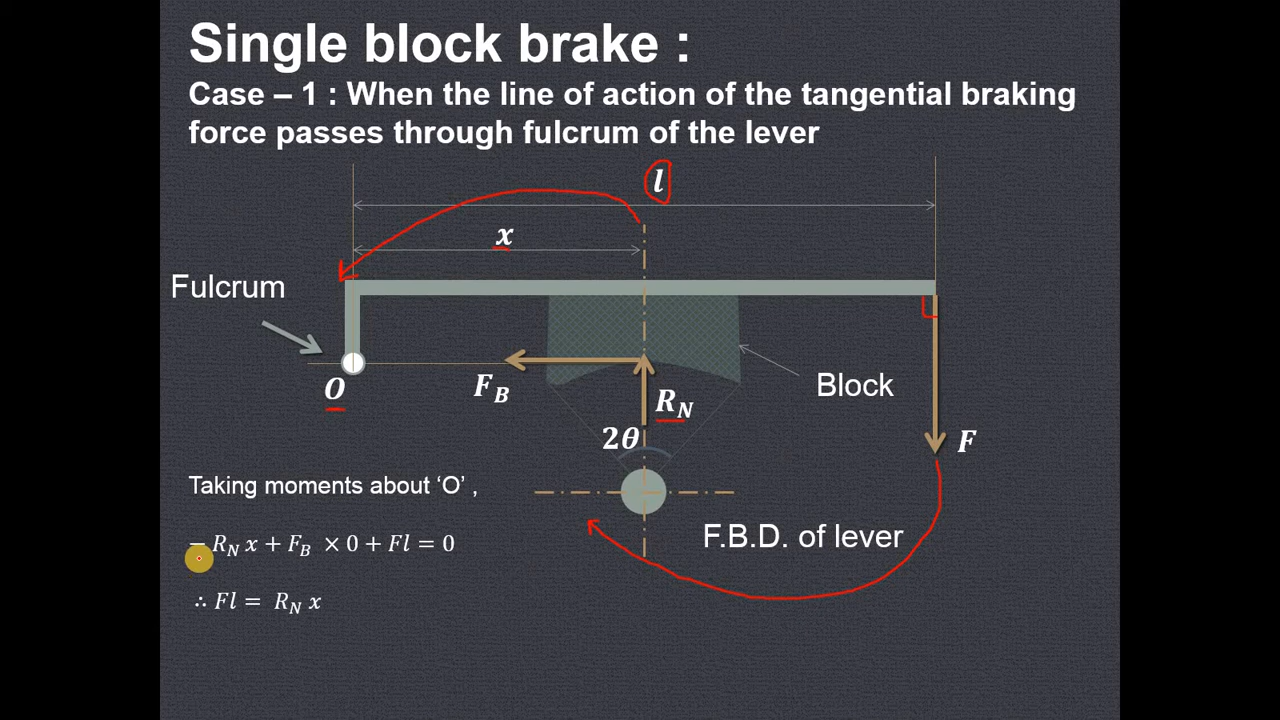 Single block brake :
Case – 1 : When the line of action of the tangential braking
force passes through fulcrum of the lever
l
x
Fulcrum
O
F_B
R_N
Block
2θ
F
Taking moments about ‘O’ ,
F.B.D. of lever
− R_N x + F_B × 0 + Fl = 0
∴ Fl = R_N x